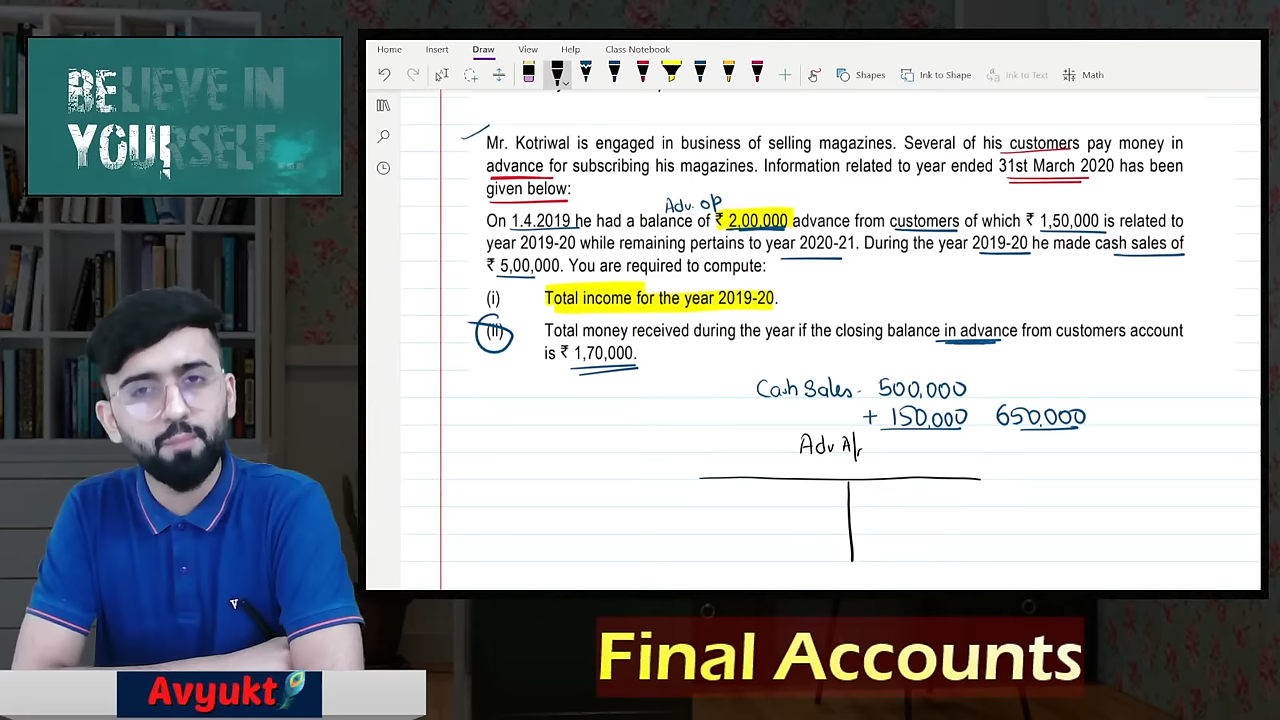 BELIEVE IN
YOURSELF...
Home Insert Draw View Help Class Notebook
Shapes Ink to Shape Ink to Text Math
Mr. Kotriwal is engaged in business of selling magazines. Several of his customers pay money in
advance for subscribing his magazines. Information related to year ended 31st March 2020 has been
given below:
Adv. op
On 1.4.2019 he had a balance of ₹ 2,00,000 advance from customers of which ₹ 1,50,000 is related to
year 2019-20 while remaining pertains to year 2020-21. During the year 2019-20 he made cash sales of
₹ 5,00,000. You are required to compute:
(i) Total income for the year 2019-20.
(ii) Total money received during the year if the closing balance in advance from customers account
is ₹ 1,70,000.
Cash Sales - 500,000
+ 150,000 650,000
Adv A/c
Final Accounts
Avyukt